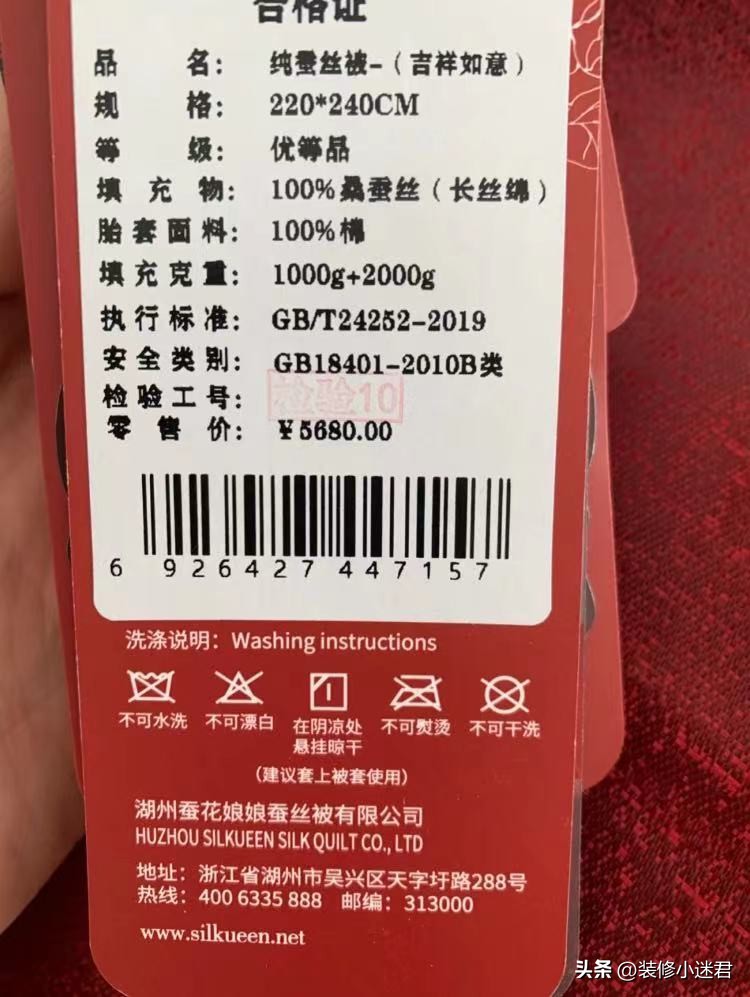 合格证
品名：纯蚕丝被-（吉祥如意）
规格：220*240CM
等级：优等品
填充物：100%桑蚕丝（长丝绵）
胎套面料：100%棉
填充克重：1000g+2000g
执行标准：GB/T24252-2019
安全类别：GB18401-2010B类
检验工号：检验10
零售价：¥5680.00
6 926427 447157
洗涤说明：Washing instructions
不可水洗 不可漂白 在阴凉处悬挂晾干 不可熨烫 不可干洗
（建议套上被套使用）
湖州蚕花娘娘蚕丝被有限公司
HUZHOU SILKUEEN SILK QUILT CO., LTD
地址：浙江省湖州市吴兴区天字圩路288号
热线：400 6335 888 邮编：313000
www.silkueen.net
头条 @装修小迷君